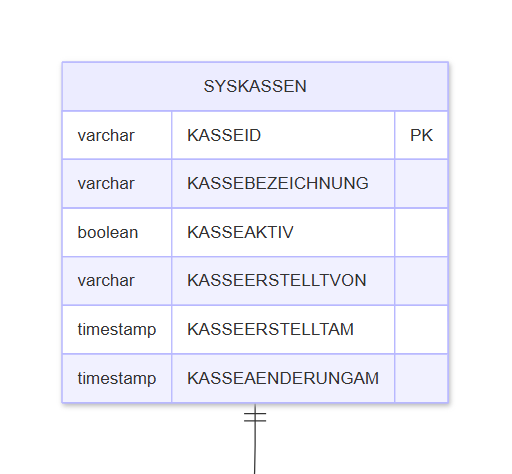 SYSKASSEN
varchar KASSEID PK
varchar KASSEBEZEICHNUNG
boolean KASSEAKTIV
varchar KASSEERSTELLTVON
timestamp KASSEERSTELLTAM
timestamp KASSEAENDERUNGAM